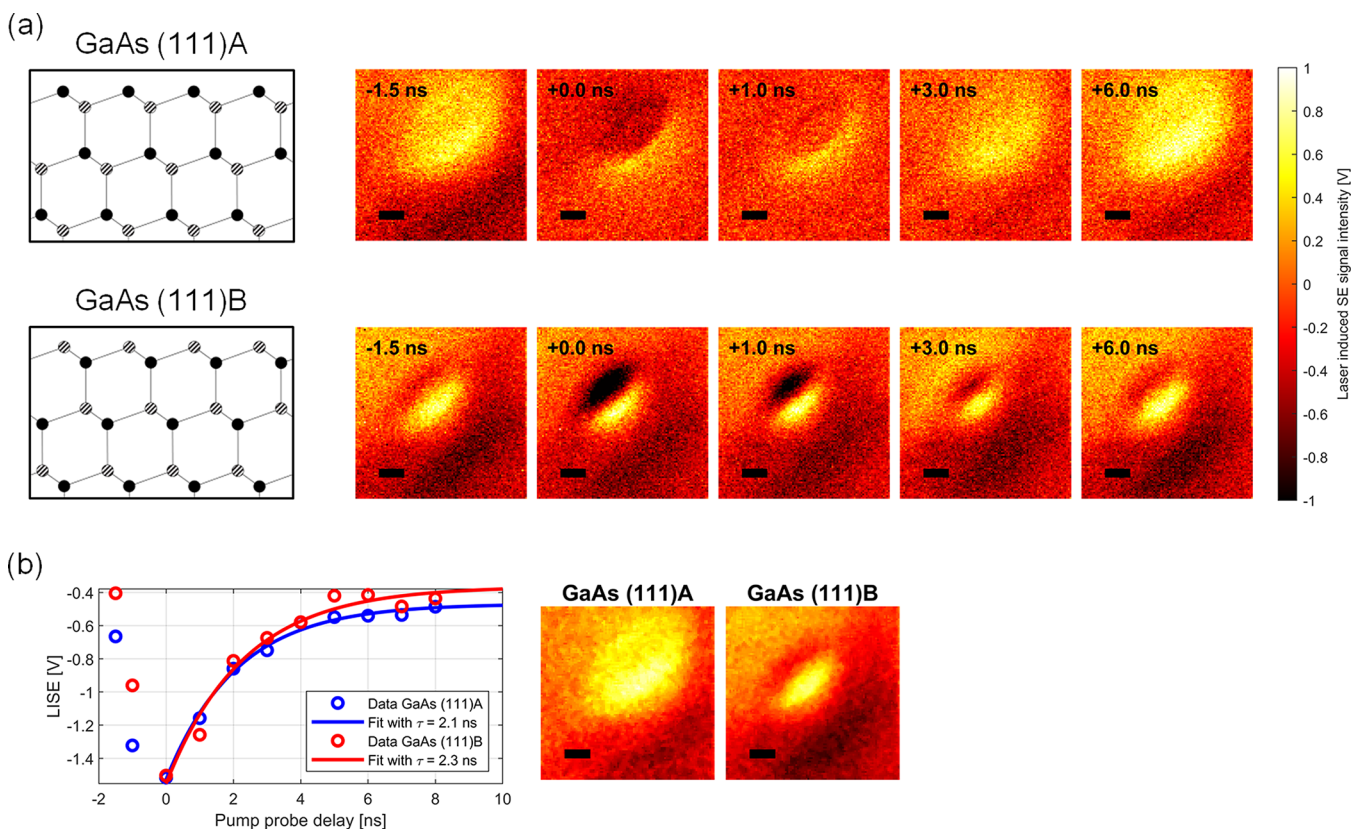 (a)
GaAs (111)A
-1.5 ns
+0.0 ns
+1.0 ns
+3.0 ns
+6.0 ns
GaAs (111)B
-1.5 ns
+0.0 ns
+1.0 ns
+3.0 ns
+6.0 ns
1
0.8
0.6
0.4
0.2
0
-0.2
-0.4
-0.6
-0.8
-1
Laser induced SE signal intensity [V]
(b)
-0.4
-0.6
-0.8
-1
-1.2
-1.4
LISE [V]
Data GaAs (111)A
Fit with τ = 2.1 ns
Data GaAs (111)B
Fit with τ = 2.3 ns
-2 0 2 4 6 8 10
Pump probe delay [ns]
GaAs (111)A
GaAs (111)B